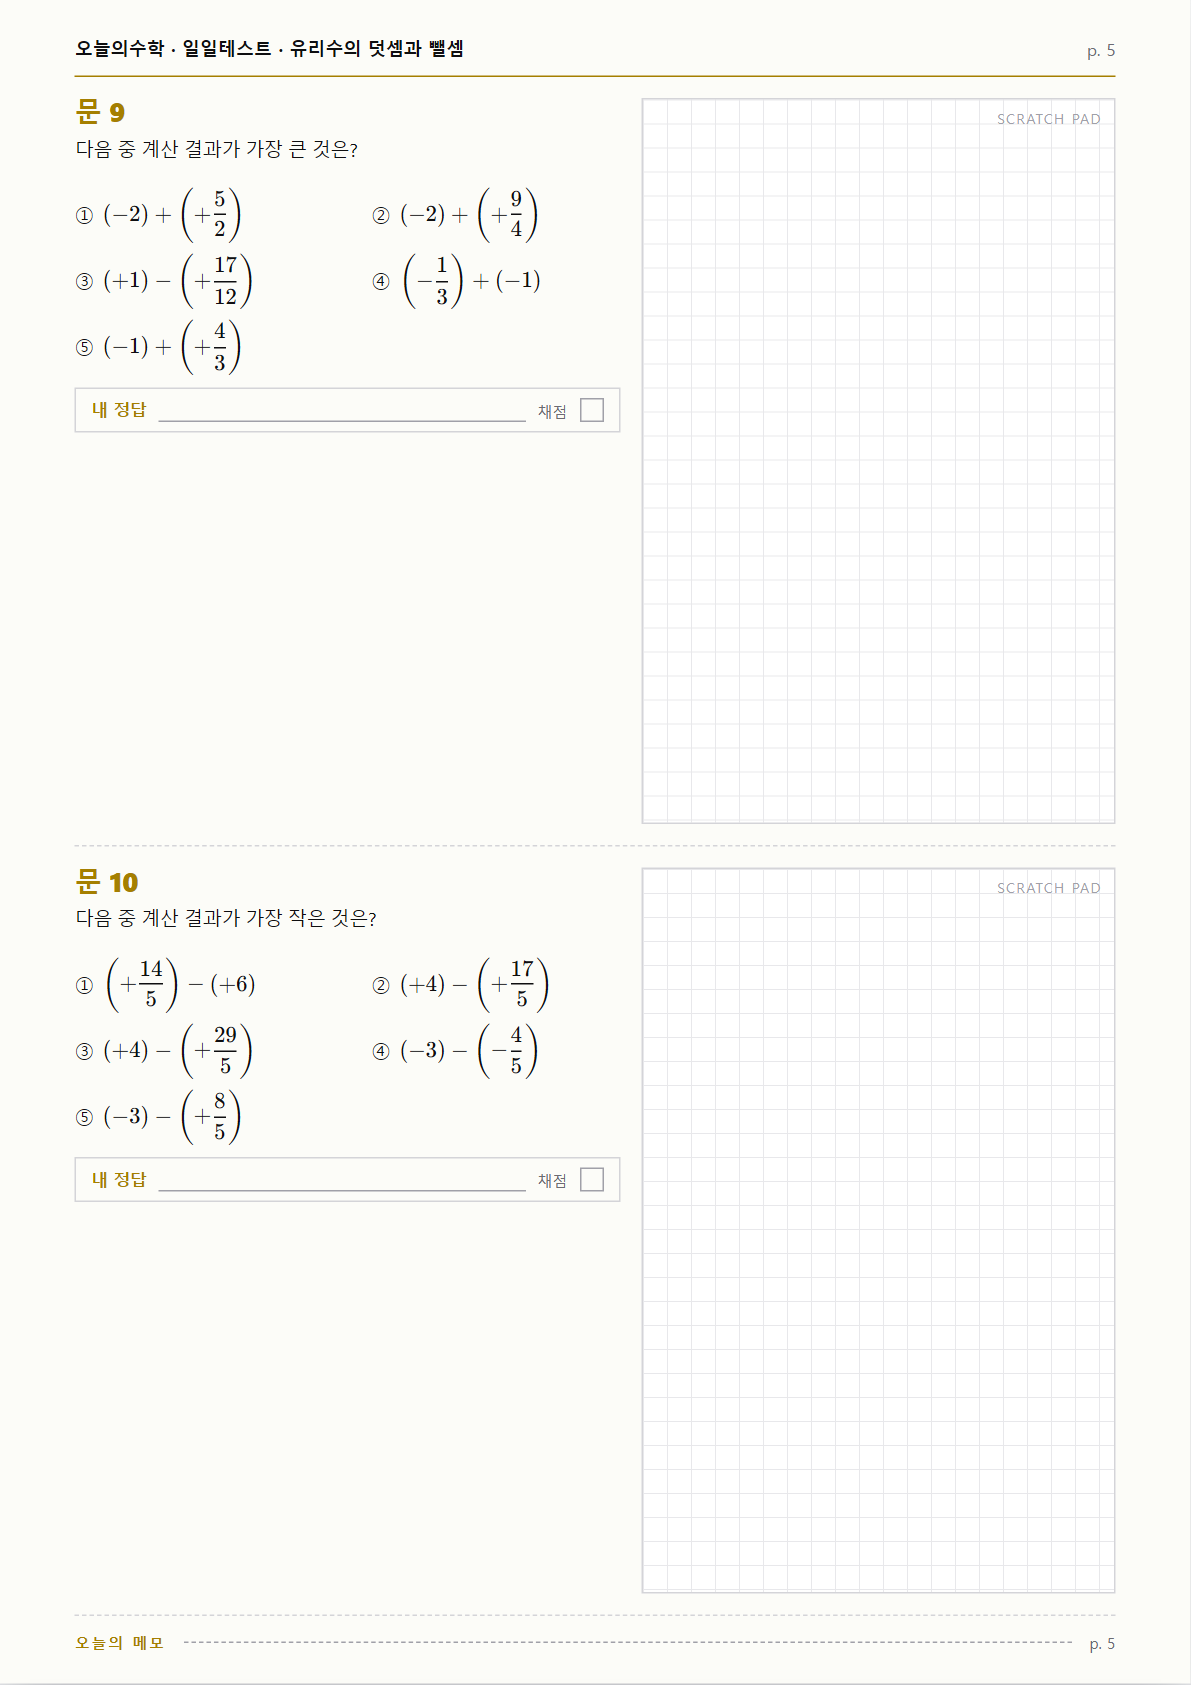 오늘의수학 · 일일테스트 · 유리수의 덧셈과 뺄셈
p. 5
문 9
다음 중 계산 결과가 가장 큰 것은?
① (−2) + (+5/2) ② (−2) + (+9/4)
③ (+1) − (+17/12) ④ (−1/3) + (−1)
⑤ (−1) + (+4/3)
내 정답 채점
SCRATCH PAD
문 10
다음 중 계산 결과가 가장 작은 것은?
① (+14/5) − (+6) ② (+4) − (+17/5)
③ (+4) − (+29/5) ④ (−3) − (−4/5)
⑤ (−3) − (+8/5)
내 정답 채점
SCRATCH PAD
오늘의 메모
p. 5